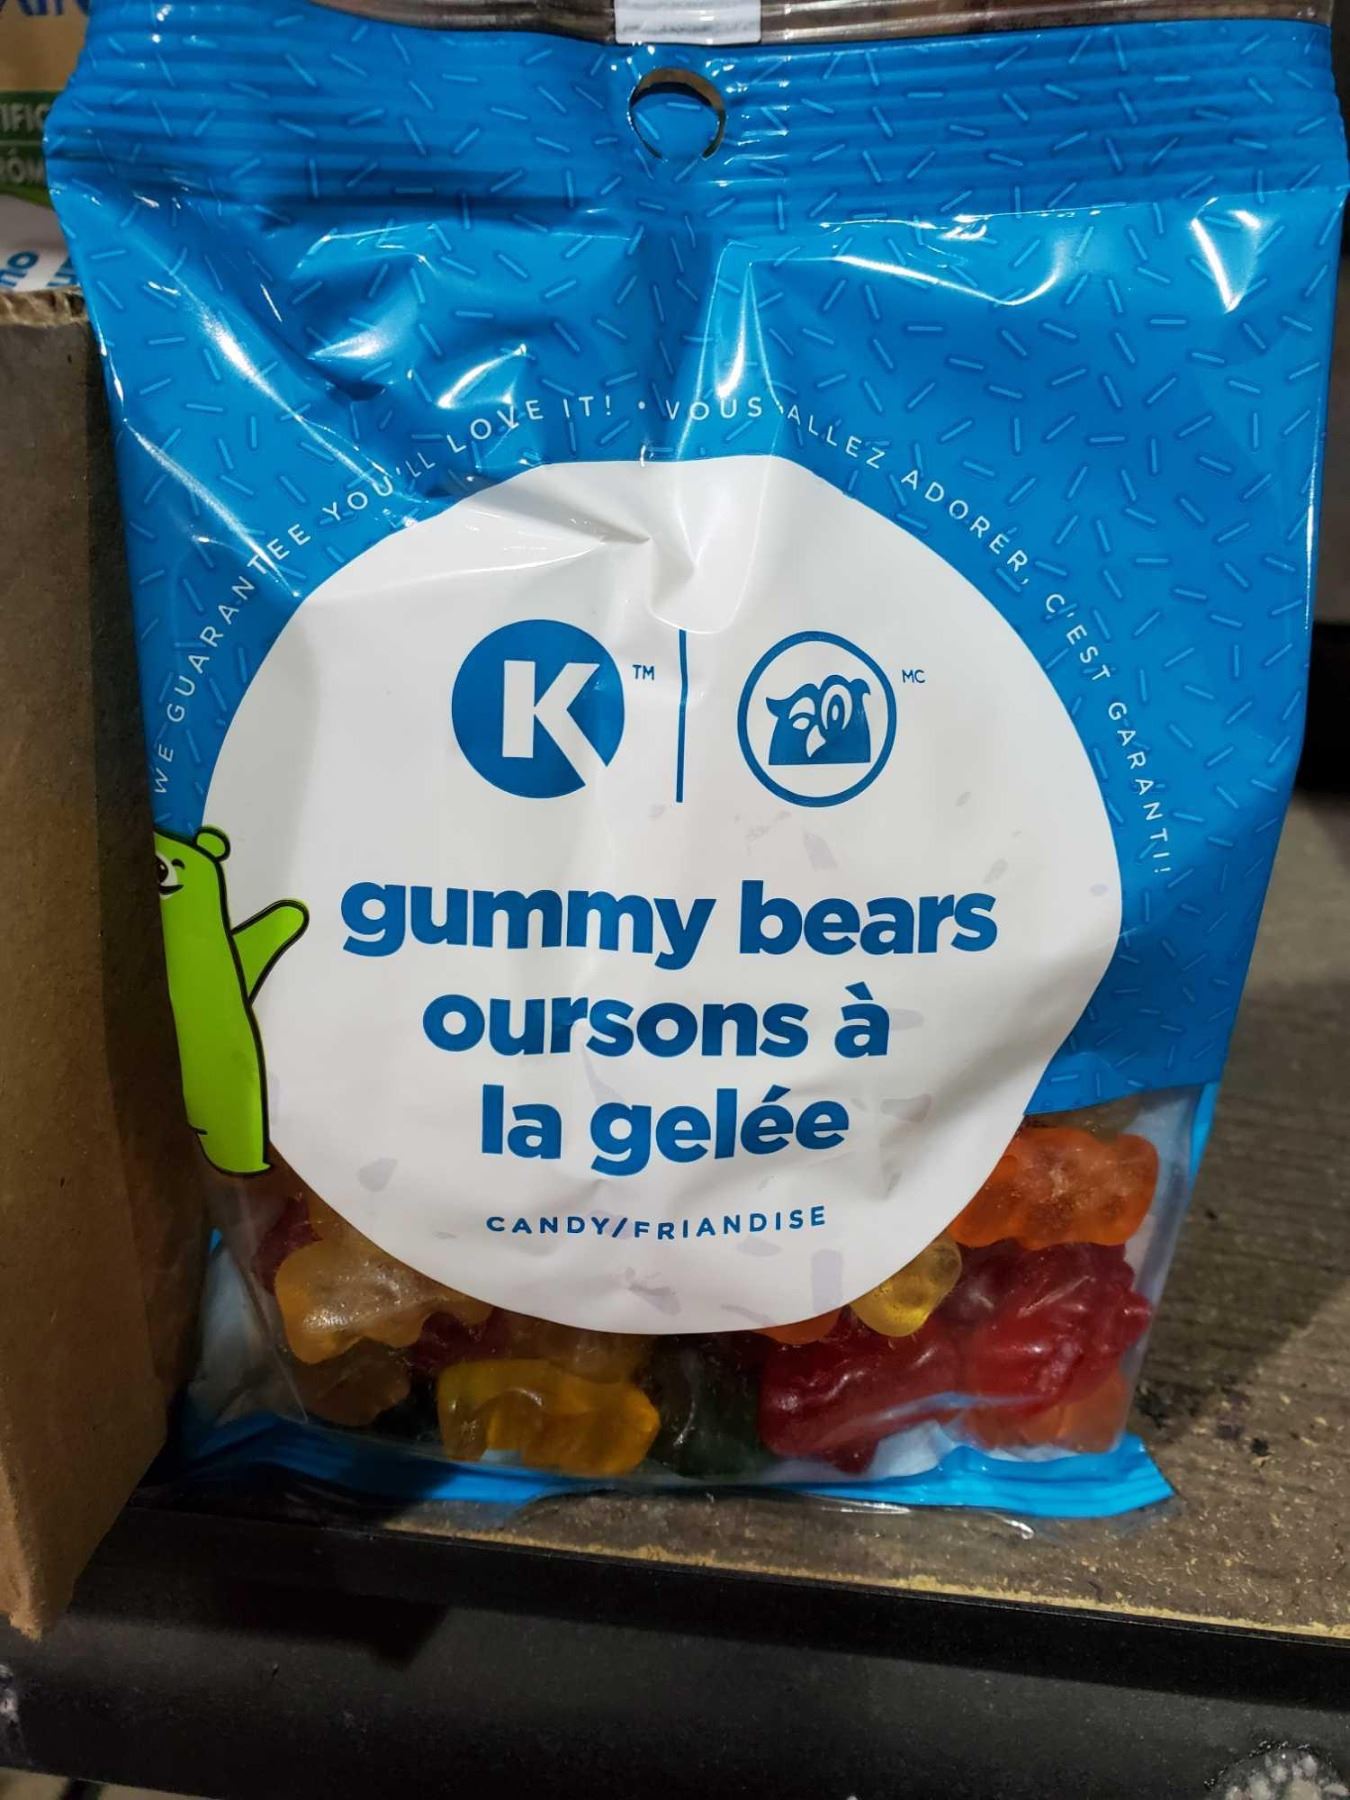 WE GUARANTEE YOU'LL LOVE IT! • VOUS ALLEZ ADORER, C'EST GARANTI!
K TM MC
gummy bears
oursons à
la gelée
CANDY/FRIANDISE